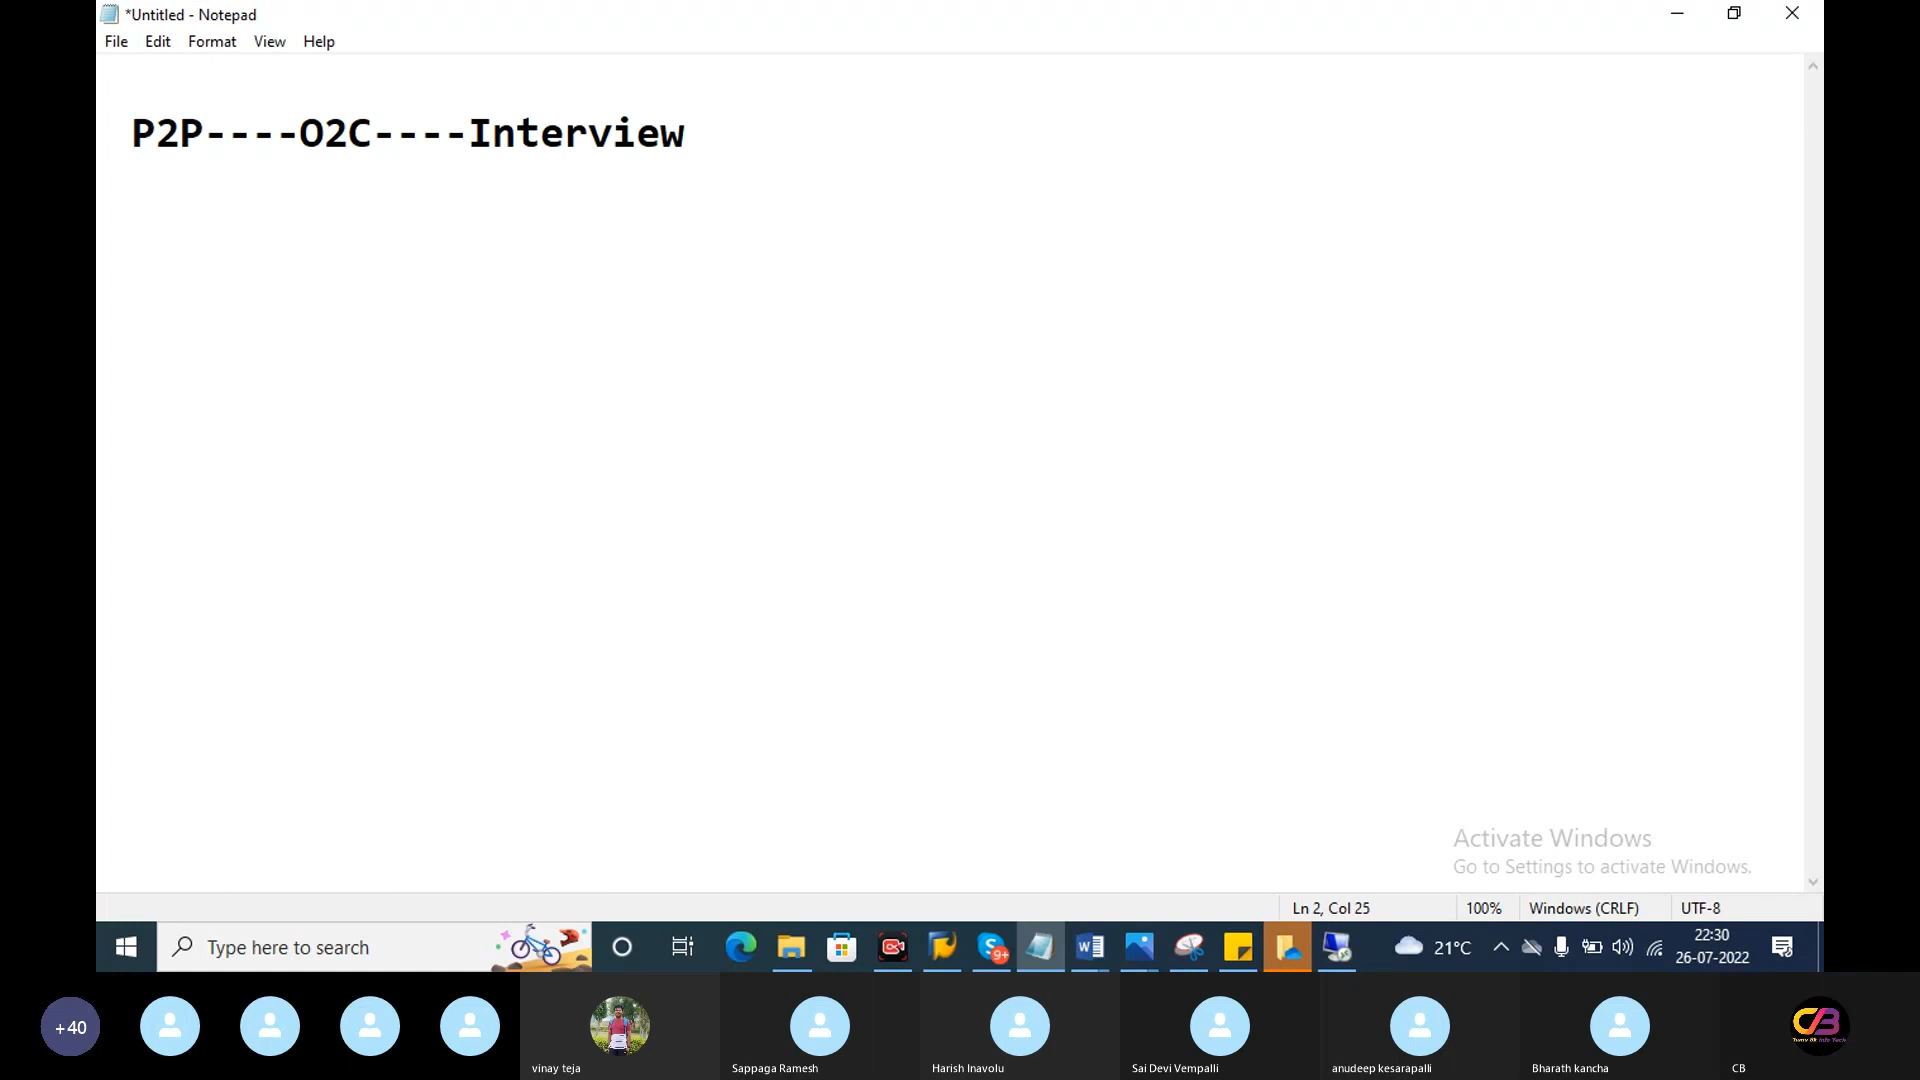 *Untitled - Notepad
File Edit Format View Help
P2P----O2C----Interview
Activate Windows
Go to Settings to activate Windows.
Ln 2, Col 25 100% Windows (CRLF) UTF-8
Type here to search
9+
21°C
22:30
26-07-2022
+40
vinay teja
Sappaga Ramesh
Harish Inavolu
Sai Devi Vempalli
anudeep kesarapalli
Bharath kancha
CB